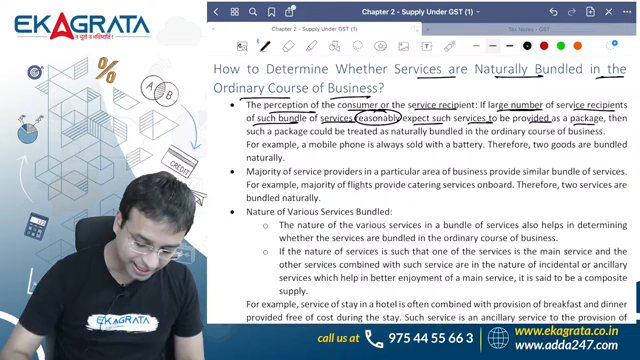 EKAGRATA
Chapter 2 - Supply Under GST (1)
Chapter 2 - Supply Under GST (1)
Tax Notes - GST
How to Determine Whether Services are Naturally Bundled in the
Ordinary Course of Business?
• The perception of the consumer or the service recipient: If large number of service recipients
of such bundle of services reasonably expect such services to be provided as a package, then
such a package could be treated as naturally bundled in the ordinary course of business.
For example, a mobile phone is always sold with a battery. Therefore, two goods are bundled
naturally.
• Majority of service providers in a particular area of business provide similar bundle of services.
For example, majority of flights provide catering services onboard. Therefore, two services are
bundled naturally.
• Nature of Various Services Bundled:
o The nature of the various services in a bundle of services also helps in determining
whether the services are bundled in the ordinary course of business.
o If the nature of services is such that one of the services is the main service and the
other services combined with such service are in the nature of incidental or ancillary
services which help in better enjoyment of a main service, it is said to be a composite
supply.
For example, service of stay in a hotel is often combined with provision of breakfast and dinner
provided free of cost during the stay. Such service is an ancillary service to the provision of
CREDIT
call us at 975 44 55 66 3
www.ekagrata.online
www.adda247.com